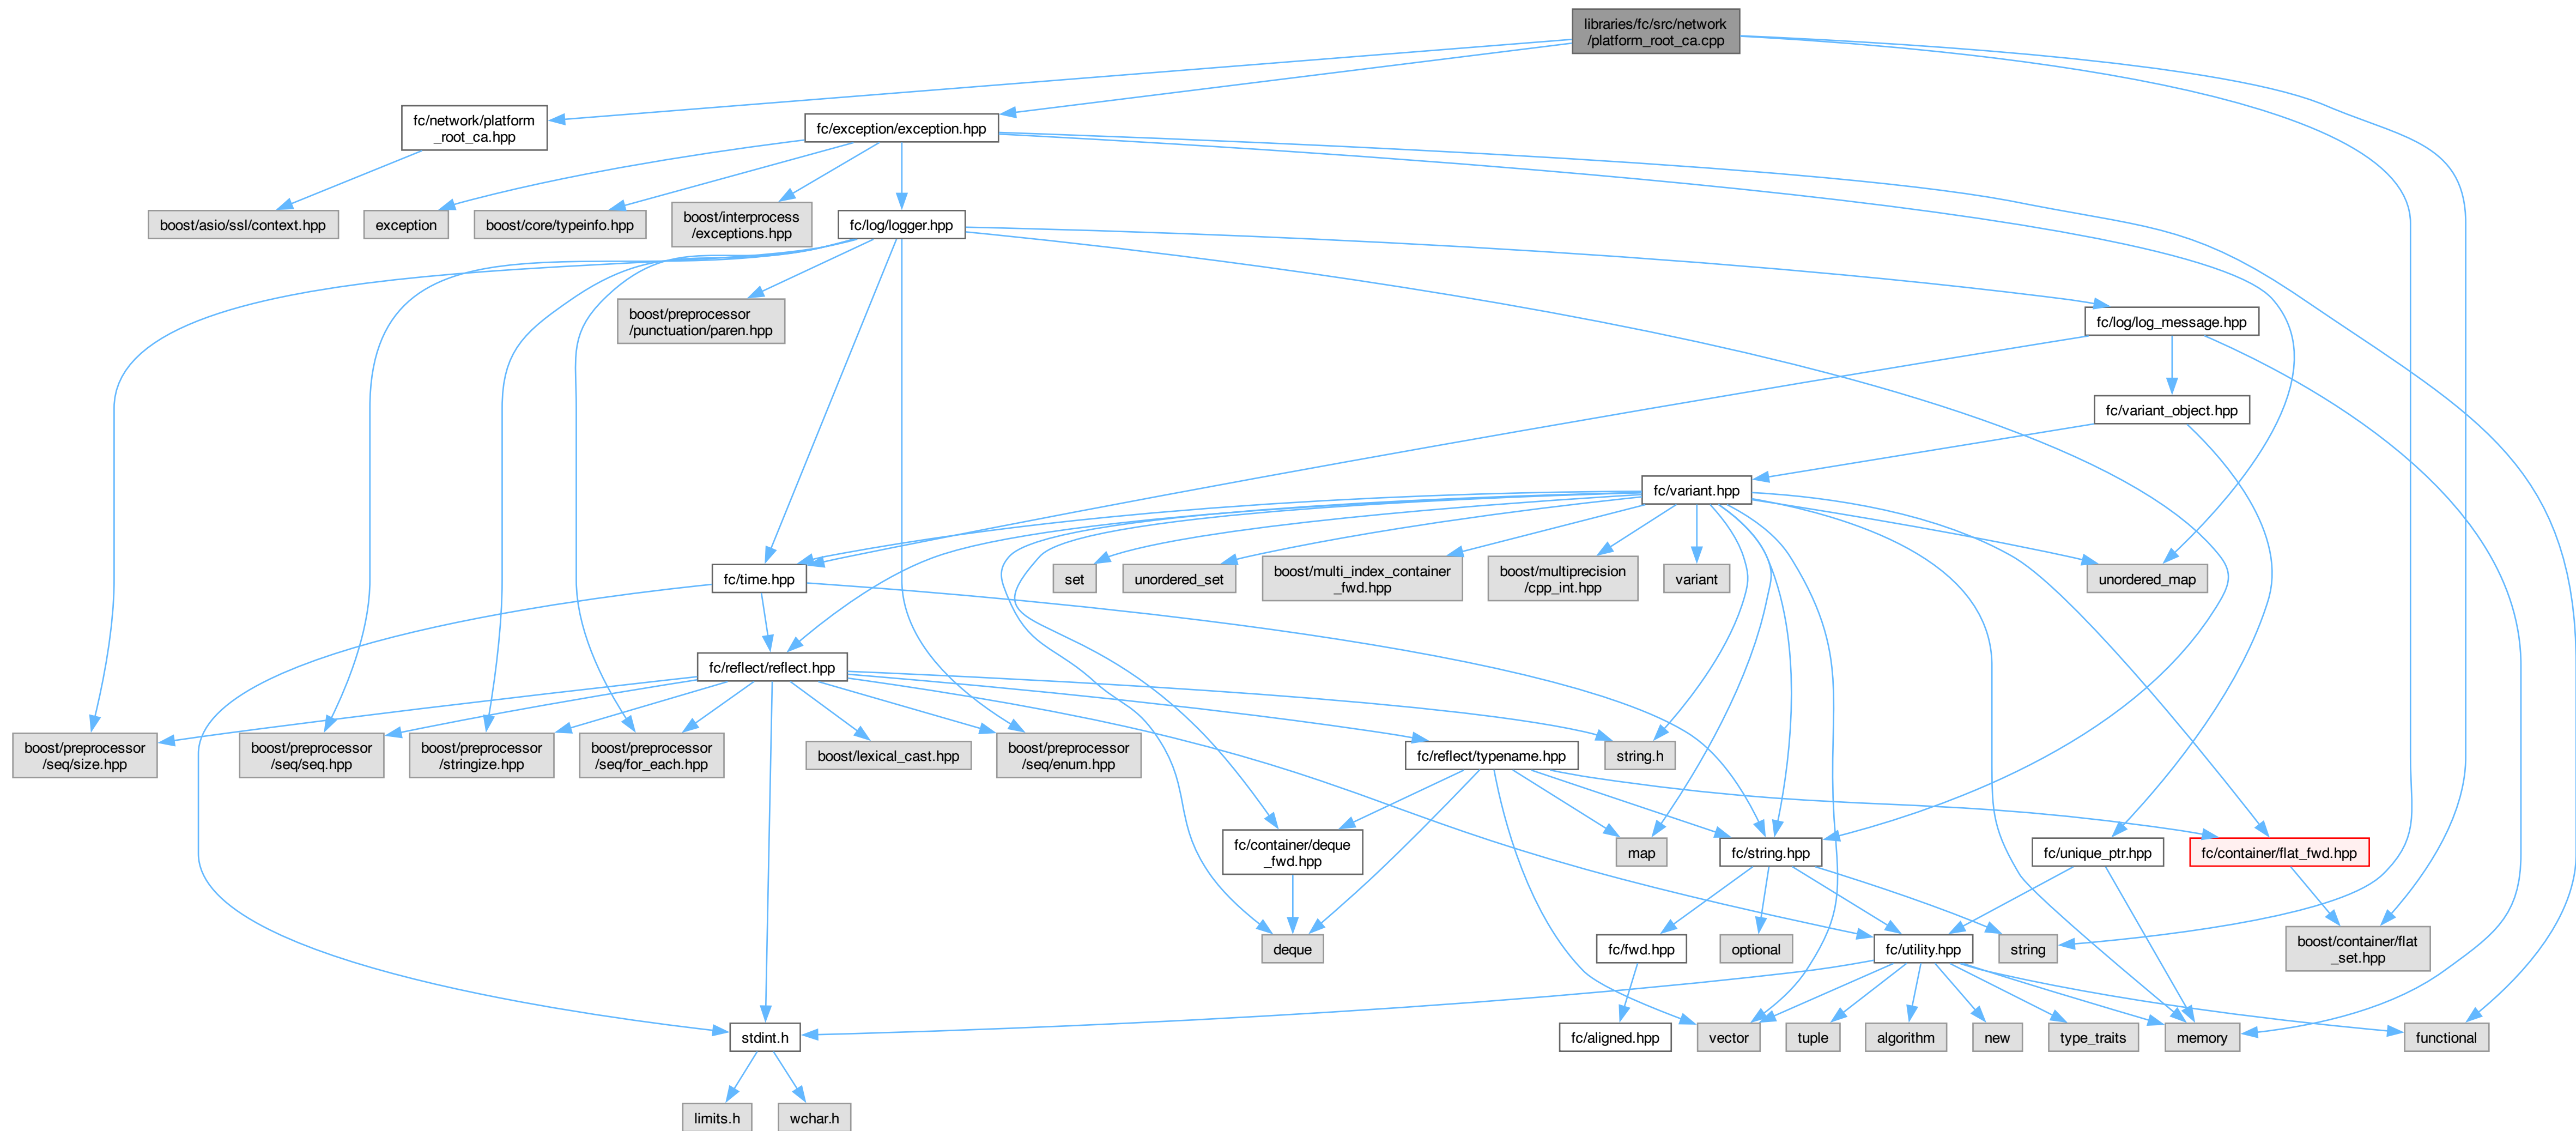 libraries/fc/src/network
/platform_root_ca.cpp
fc/network/platform
_root_ca.hpp
fc/exception/exception.hpp
boost/asio/ssl/context.hpp
exception
boost/core/typeinfo.hpp
boost/interprocess
/exceptions.hpp
fc/log/logger.hpp
boost/preprocessor
/punctuation/paren.hpp
fc/log/log_message.hpp
fc/variant_object.hpp
fc/variant.hpp
fc/time.hpp
set
unordered_set
boost/multi_index_container
_fwd.hpp
boost/multiprecision
/cpp_int.hpp
variant
unordered_map
fc/reflect/reflect.hpp
boost/preprocessor
/seq/size.hpp
boost/preprocessor
/seq/seq.hpp
boost/preprocessor
/stringize.hpp
boost/preprocessor
/seq/for_each.hpp
boost/lexical_cast.hpp
boost/preprocessor
/seq/enum.hpp
fc/reflect/typename.hpp
string.h
fc/container/deque
_fwd.hpp
map
fc/string.hpp
fc/unique_ptr.hpp
fc/container/flat_fwd.hpp
deque
fc/fwd.hpp
optional
fc/utility.hpp
string
boost/container/flat
_set.hpp
stdint.h
fc/aligned.hpp
vector
tuple
algorithm
new
type_traits
memory
functional
limits.h
wchar.h